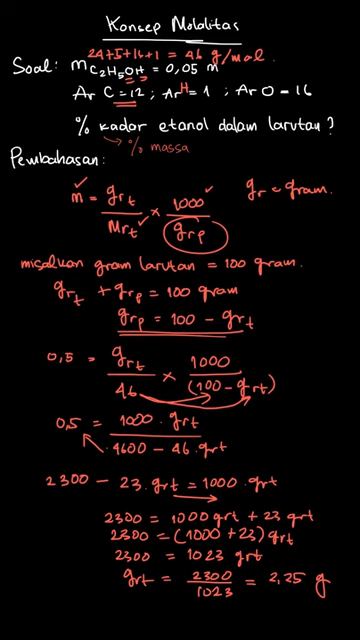 Konsep Molalitas
24+5+16+1 = 46 g/mol
Soal: m C₂H₅OH = 0,05 m
Ar C = 12 ; Ar H = 1 ; Ar O = 16
% kadar etanol dalam larutan?
→ % massa
Pembahasan:
m = grt / Mrt × 1000 / grp
gr = gram
misalkan gram larutan = 100 gram.
grt + grp = 100 gram
grp = 100 - grt
0,5 = grt / 46 × 1000 / (100 - grt)
0,5 = 1000 . grt / 4600 - 46 . grt
2300 - 23 . grt = 1000 . grt
2300 = 1000 grt + 23 grt
2300 = (1000 + 23) grt
2300 = 1023 grt
grt = 2300 / 1023 = 2,25 g